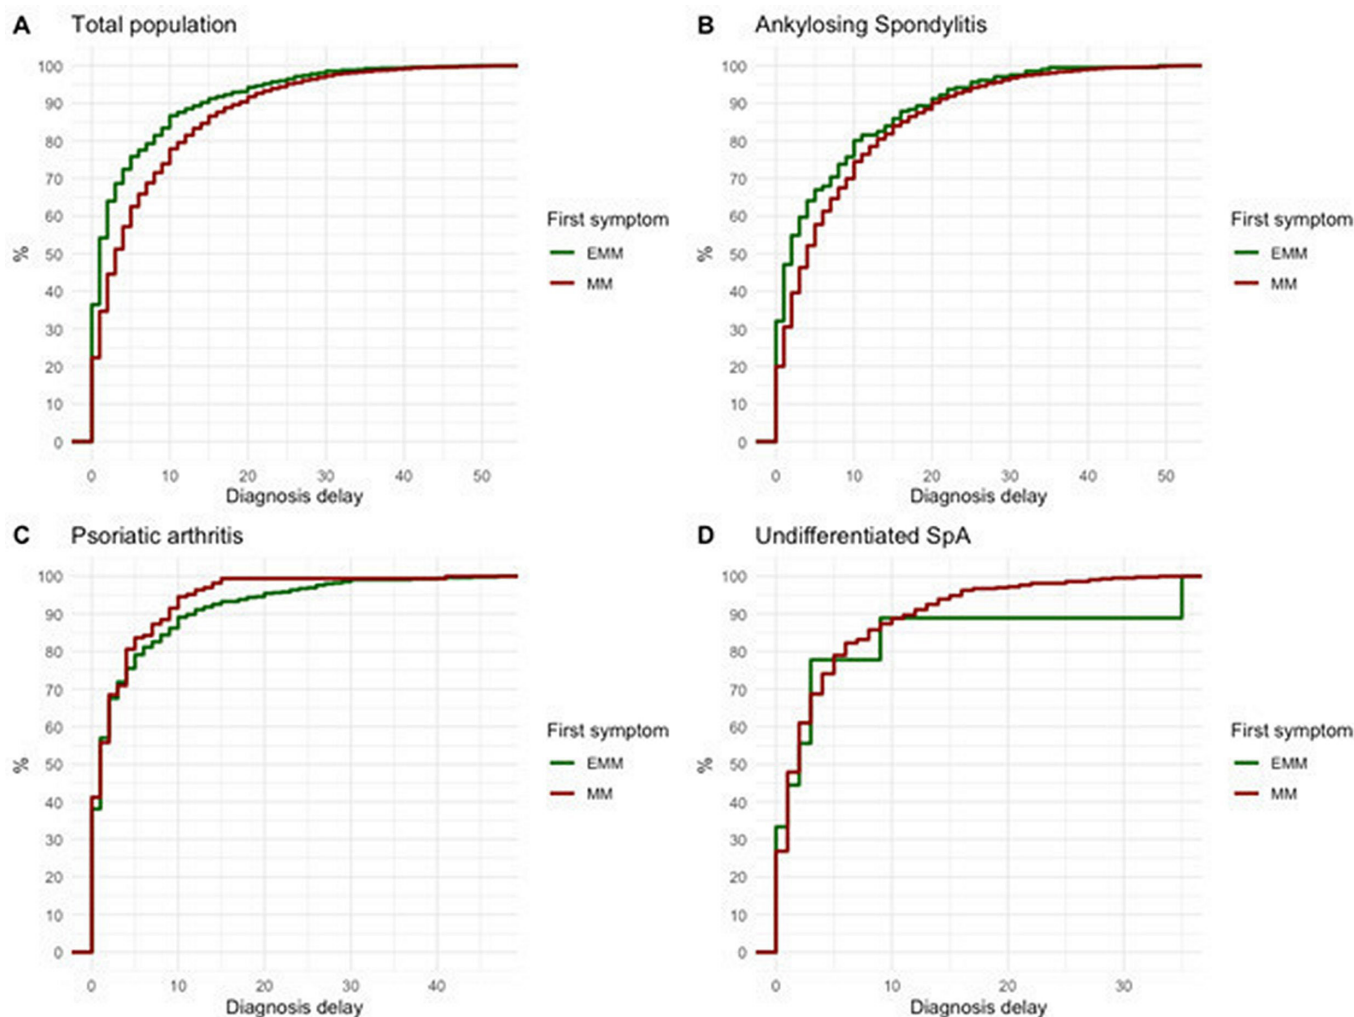 A Total population
100
90
80
70
60
50
40
30
20
10
0
%
0 10 20 30 40 50
Diagnosis delay
First symptom
EMM
MM
B Ankylosing Spondylitis
100
90
80
70
60
50
40
30
20
10
0
%
0 10 20 30 40 50
Diagnosis delay
First symptom
EMM
MM
C Psoriatic arthritis
100
90
80
70
60
50
40
30
20
10
0
%
0 10 20 30 40
Diagnosis delay
First symptom
EMM
MM
D Undifferentiated SpA
100
90
80
70
60
50
40
30
20
10
0
%
0 10 20 30
Diagnosis delay
First symptom
EMM
MM